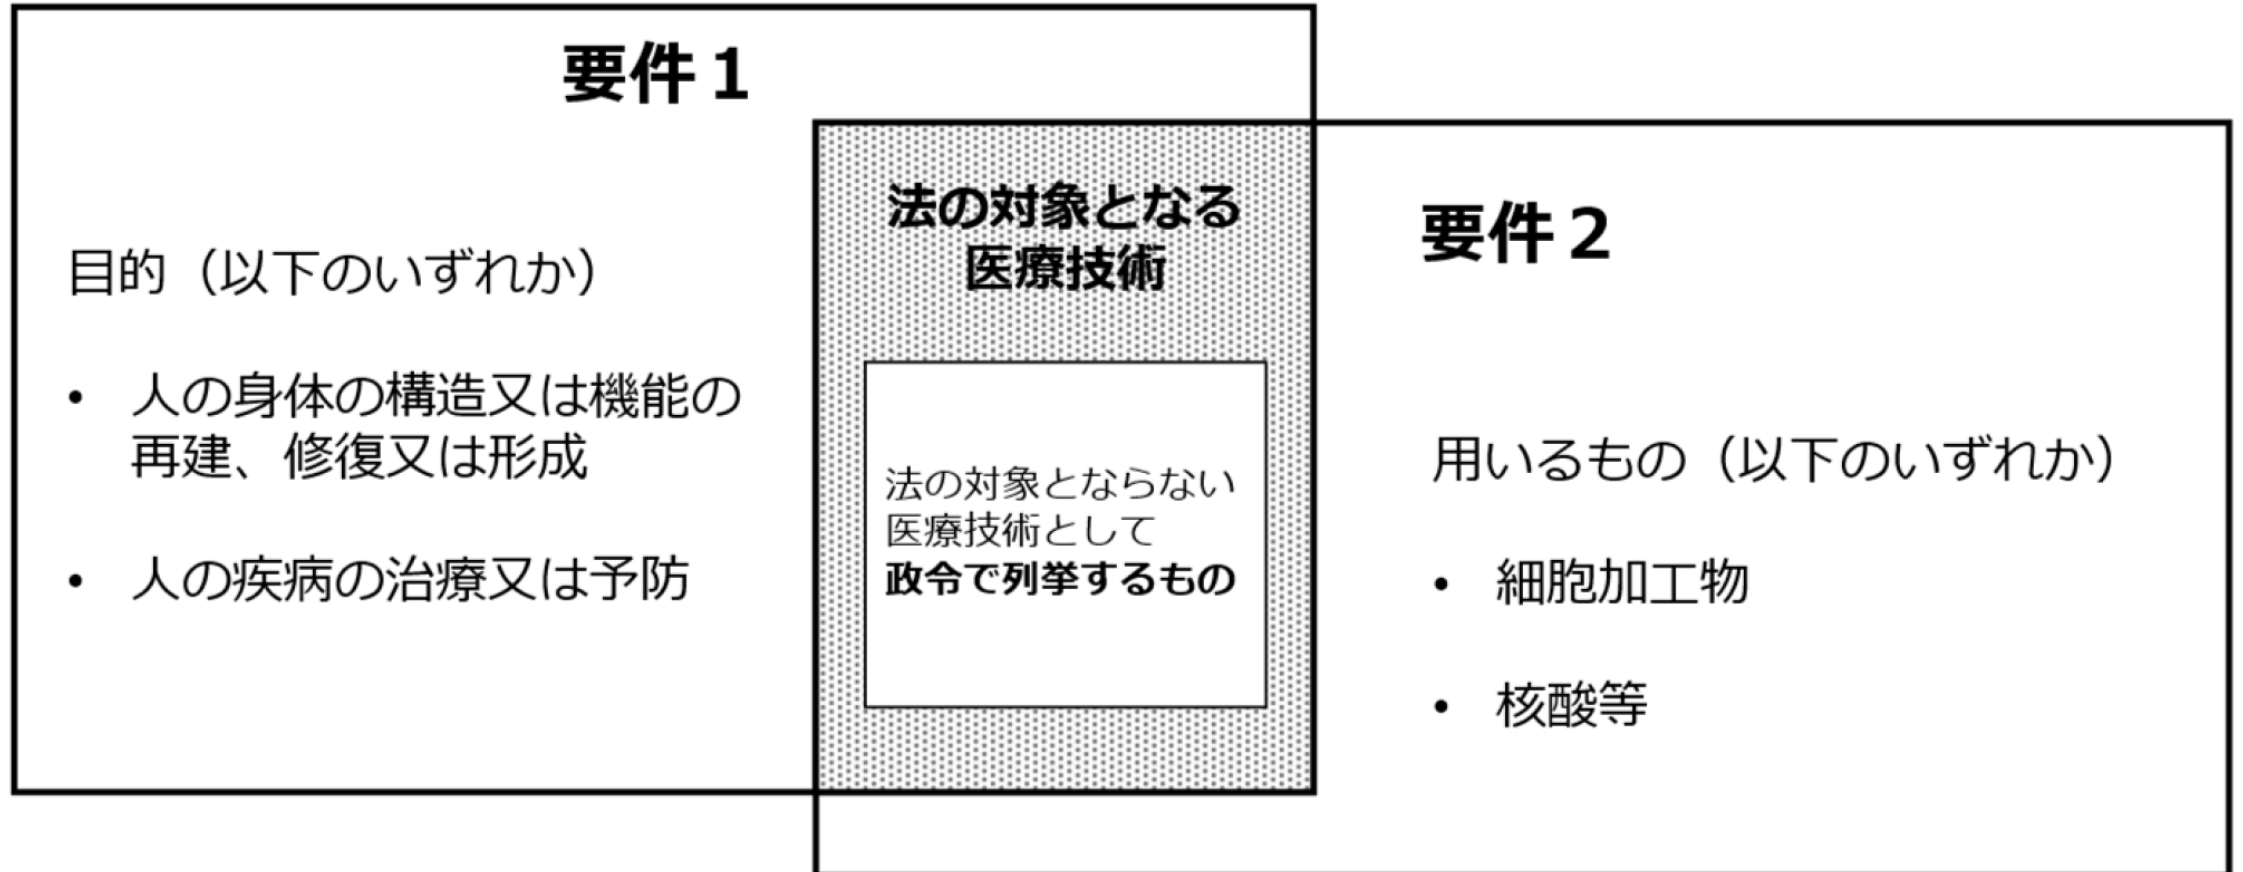 要件１
目的（以下のいずれか）
• 人の身体の構造又は機能の
再建、修復又は形成
• 人の疾病の治療又は予防
法の対象となる
医療技術
法の対象とならない
医療技術として
政令で列挙するもの
要件２
用いるもの（以下のいずれか）
• 細胞加工物
• 核酸等